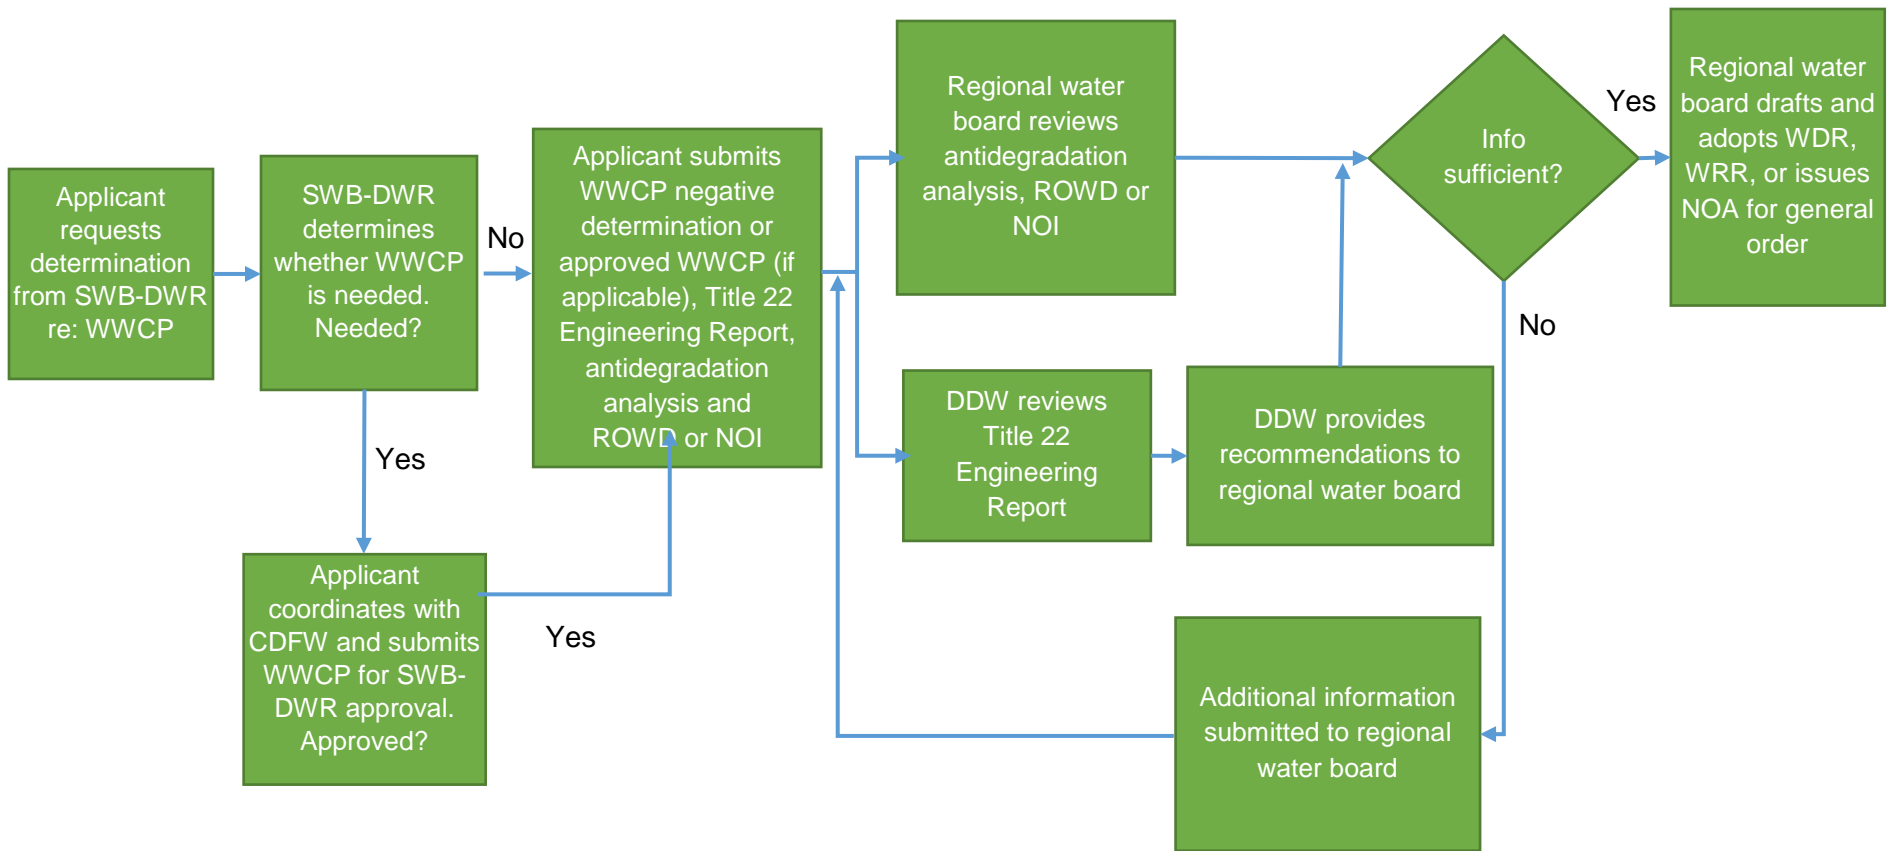 Applicant
requests
determination
from SWB-DWR
re: WWCP
SWB-DWR
determines
whether WWCP
is needed.
Needed?
No
Yes
Applicant
coordinates with
CDFW and submits
WWCP for SWB-
DWR approval.
Approved?
Yes
Applicant submits
WWCP negative
determination or
approved WWCP (if
applicable), Title 22
Engineering Report,
antidegradation
analysis and
ROWD or NOI
Regional water
board reviews
antidegradation
analysis, ROWD or
NOI
DDW reviews
Title 22
Engineering
Report
DDW provides
recommendations to
regional water board
Info
sufficient?
Yes
Regional water
board drafts and
adopts WDR,
WRR, or issues
NOA for general
order
No
Additional information
submitted to regional
water board